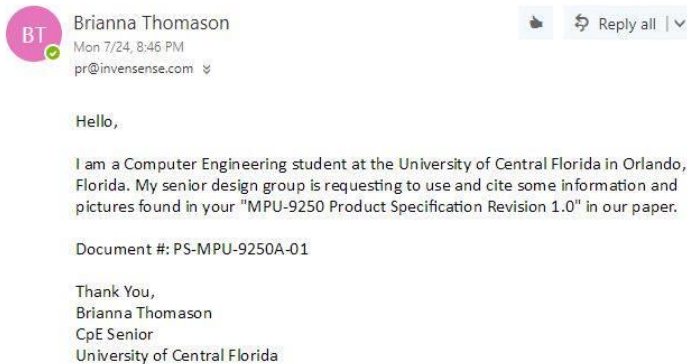 BT
Brianna Thomason
Mon 7/24, 8:46 PM
pr@invensense.com
Reply all
Hello,
I am a Computer Engineering student at the University of Central Florida in Orlando,
Florida. My senior design group is requesting to use and cite some information and
pictures found in your "MPU-9250 Product Specification Revision 1.0" in our paper.
Document #: PS-MPU-9250A-01
Thank You,
Brianna Thomason
CpE Senior
University of Central Florida